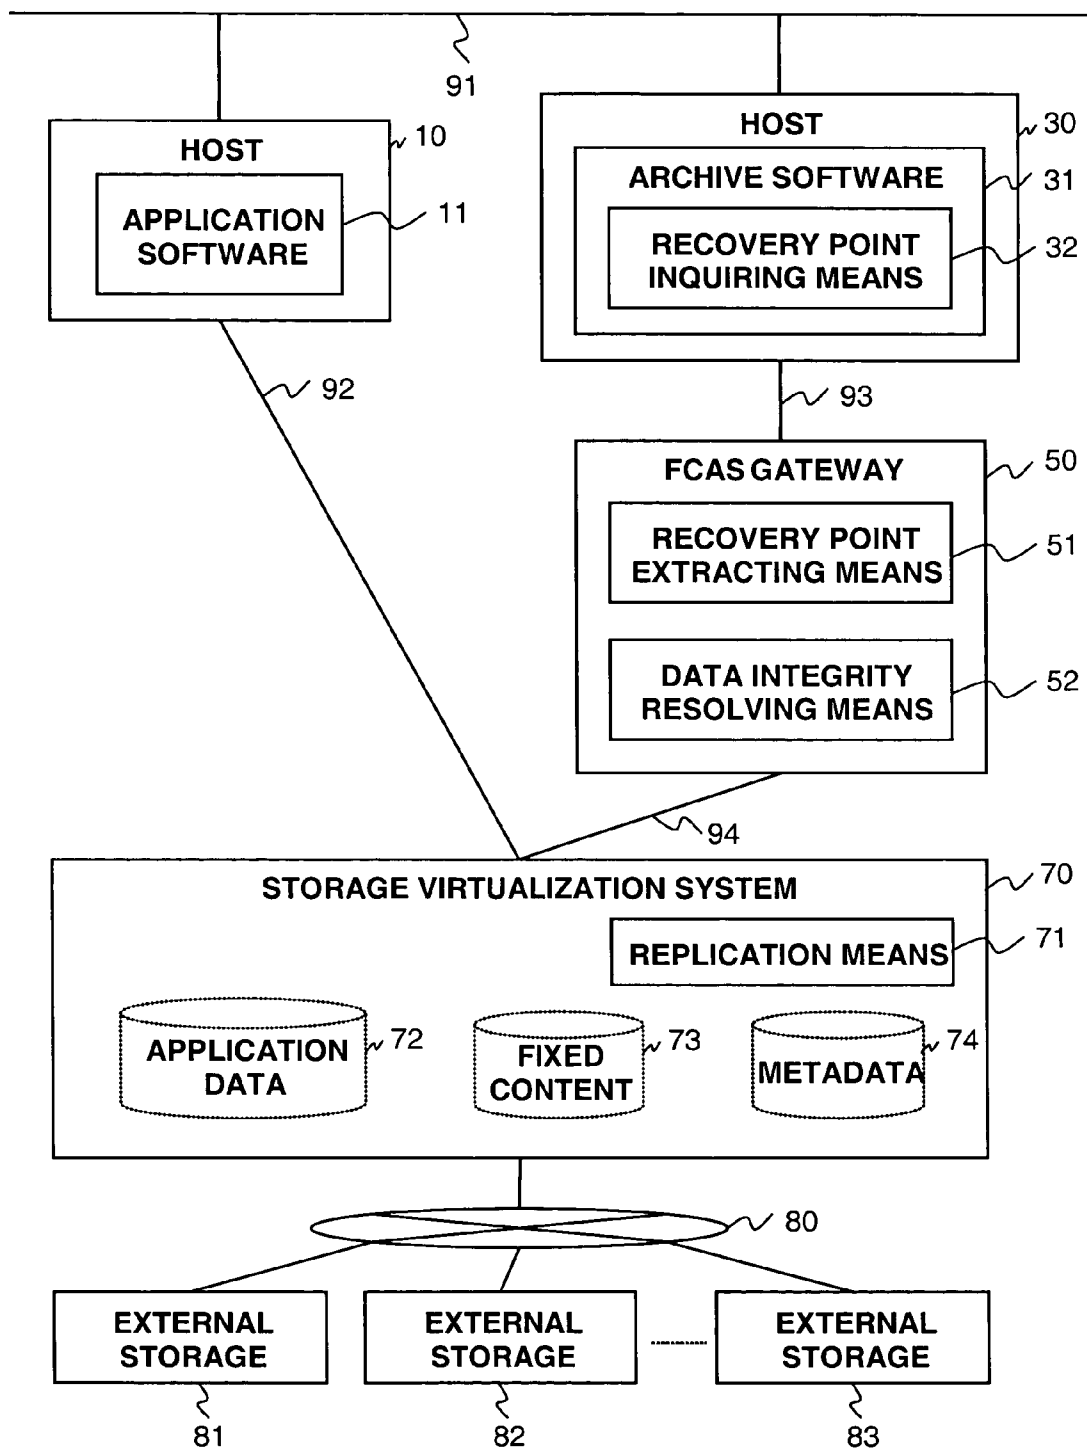 91
HOST
10
APPLICATION
SOFTWARE
11
HOST
30
ARCHIVE SOFTWARE
31
RECOVERY POINT
INQUIRING MEANS
32
92
93
FCAS GATEWAY
50
RECOVERY POINT
EXTRACTING MEANS
51
DATA INTEGRITY
RESOLVING MEANS
52
94
STORAGE VIRTUALIZATION SYSTEM
70
REPLICATION MEANS
71
APPLICATION
DATA
72
FIXED
CONTENT
73
METADATA
74
80
EXTERNAL
STORAGE
EXTERNAL
STORAGE
EXTERNAL
STORAGE
81
82
83